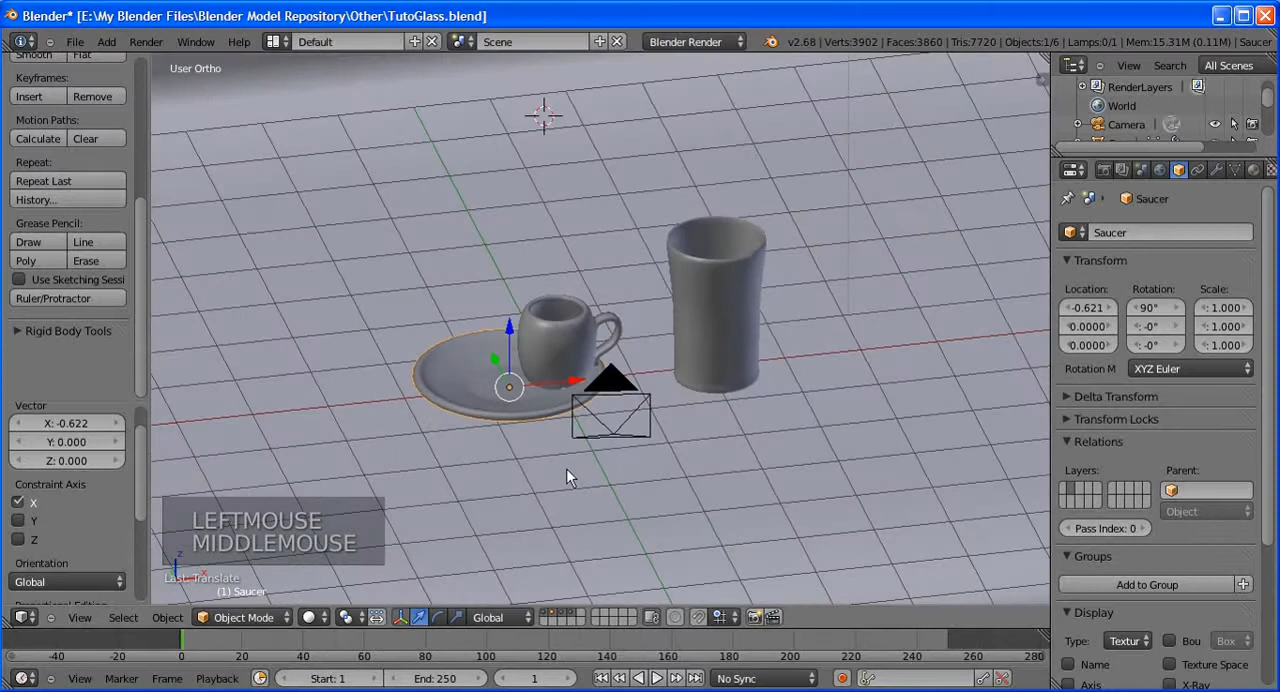 Blender* [E:\My Blender Files\Blender Model Repository\Other\TutoGlass.blend]
File Add Render Window Help Default Scene Blender Render v2.68 | Verts:3902 | Faces:3860 | Tris:7720 | Objects:1/6 | Lamps:0/1 | Mem:15.31M (0.11M) | Saucer
Smooth Flat
Keyframes:
Insert Remove
Motion Paths:
Calculate Clear
Repeat:
Repeat Last
History...
Grease Pencil:
Draw Line
Poly Erase
Use Sketching Sessi
Ruler/Protractor
Rigid Body Tools
Vector
X: -0.622
Y: 0.000
Z: 0.000
Constraint Axis
X
Y
Z
Orientation
Global
User Ortho
LEFTMOUSE
MIDDLEMOUSE
Last: Translate
z
x
(1) Saucer
View Select Object Object Mode Global
View Search All Scenes
RenderLayers
World
Camera
Saucer
Saucer
Transform
Location: Rotation: Scale:
-0.621 90° 1.000
0.0000 -0° 1.000
0.0000 -0° 1.000
Rotation M XYZ Euler
Delta Transform
Transform Locks
Relations
Layers: Parent:
Object
Pass Index: 0
Groups
Add to Group
Display
Type: Textur Bou Box
Name Texture Space
Axis X-Ray
-40 -20 0 20 40 60 80 100 120 140 160 180 200 220 240 260 280
View Marker Frame Playback Start: 1 End: 250 1 No Sync